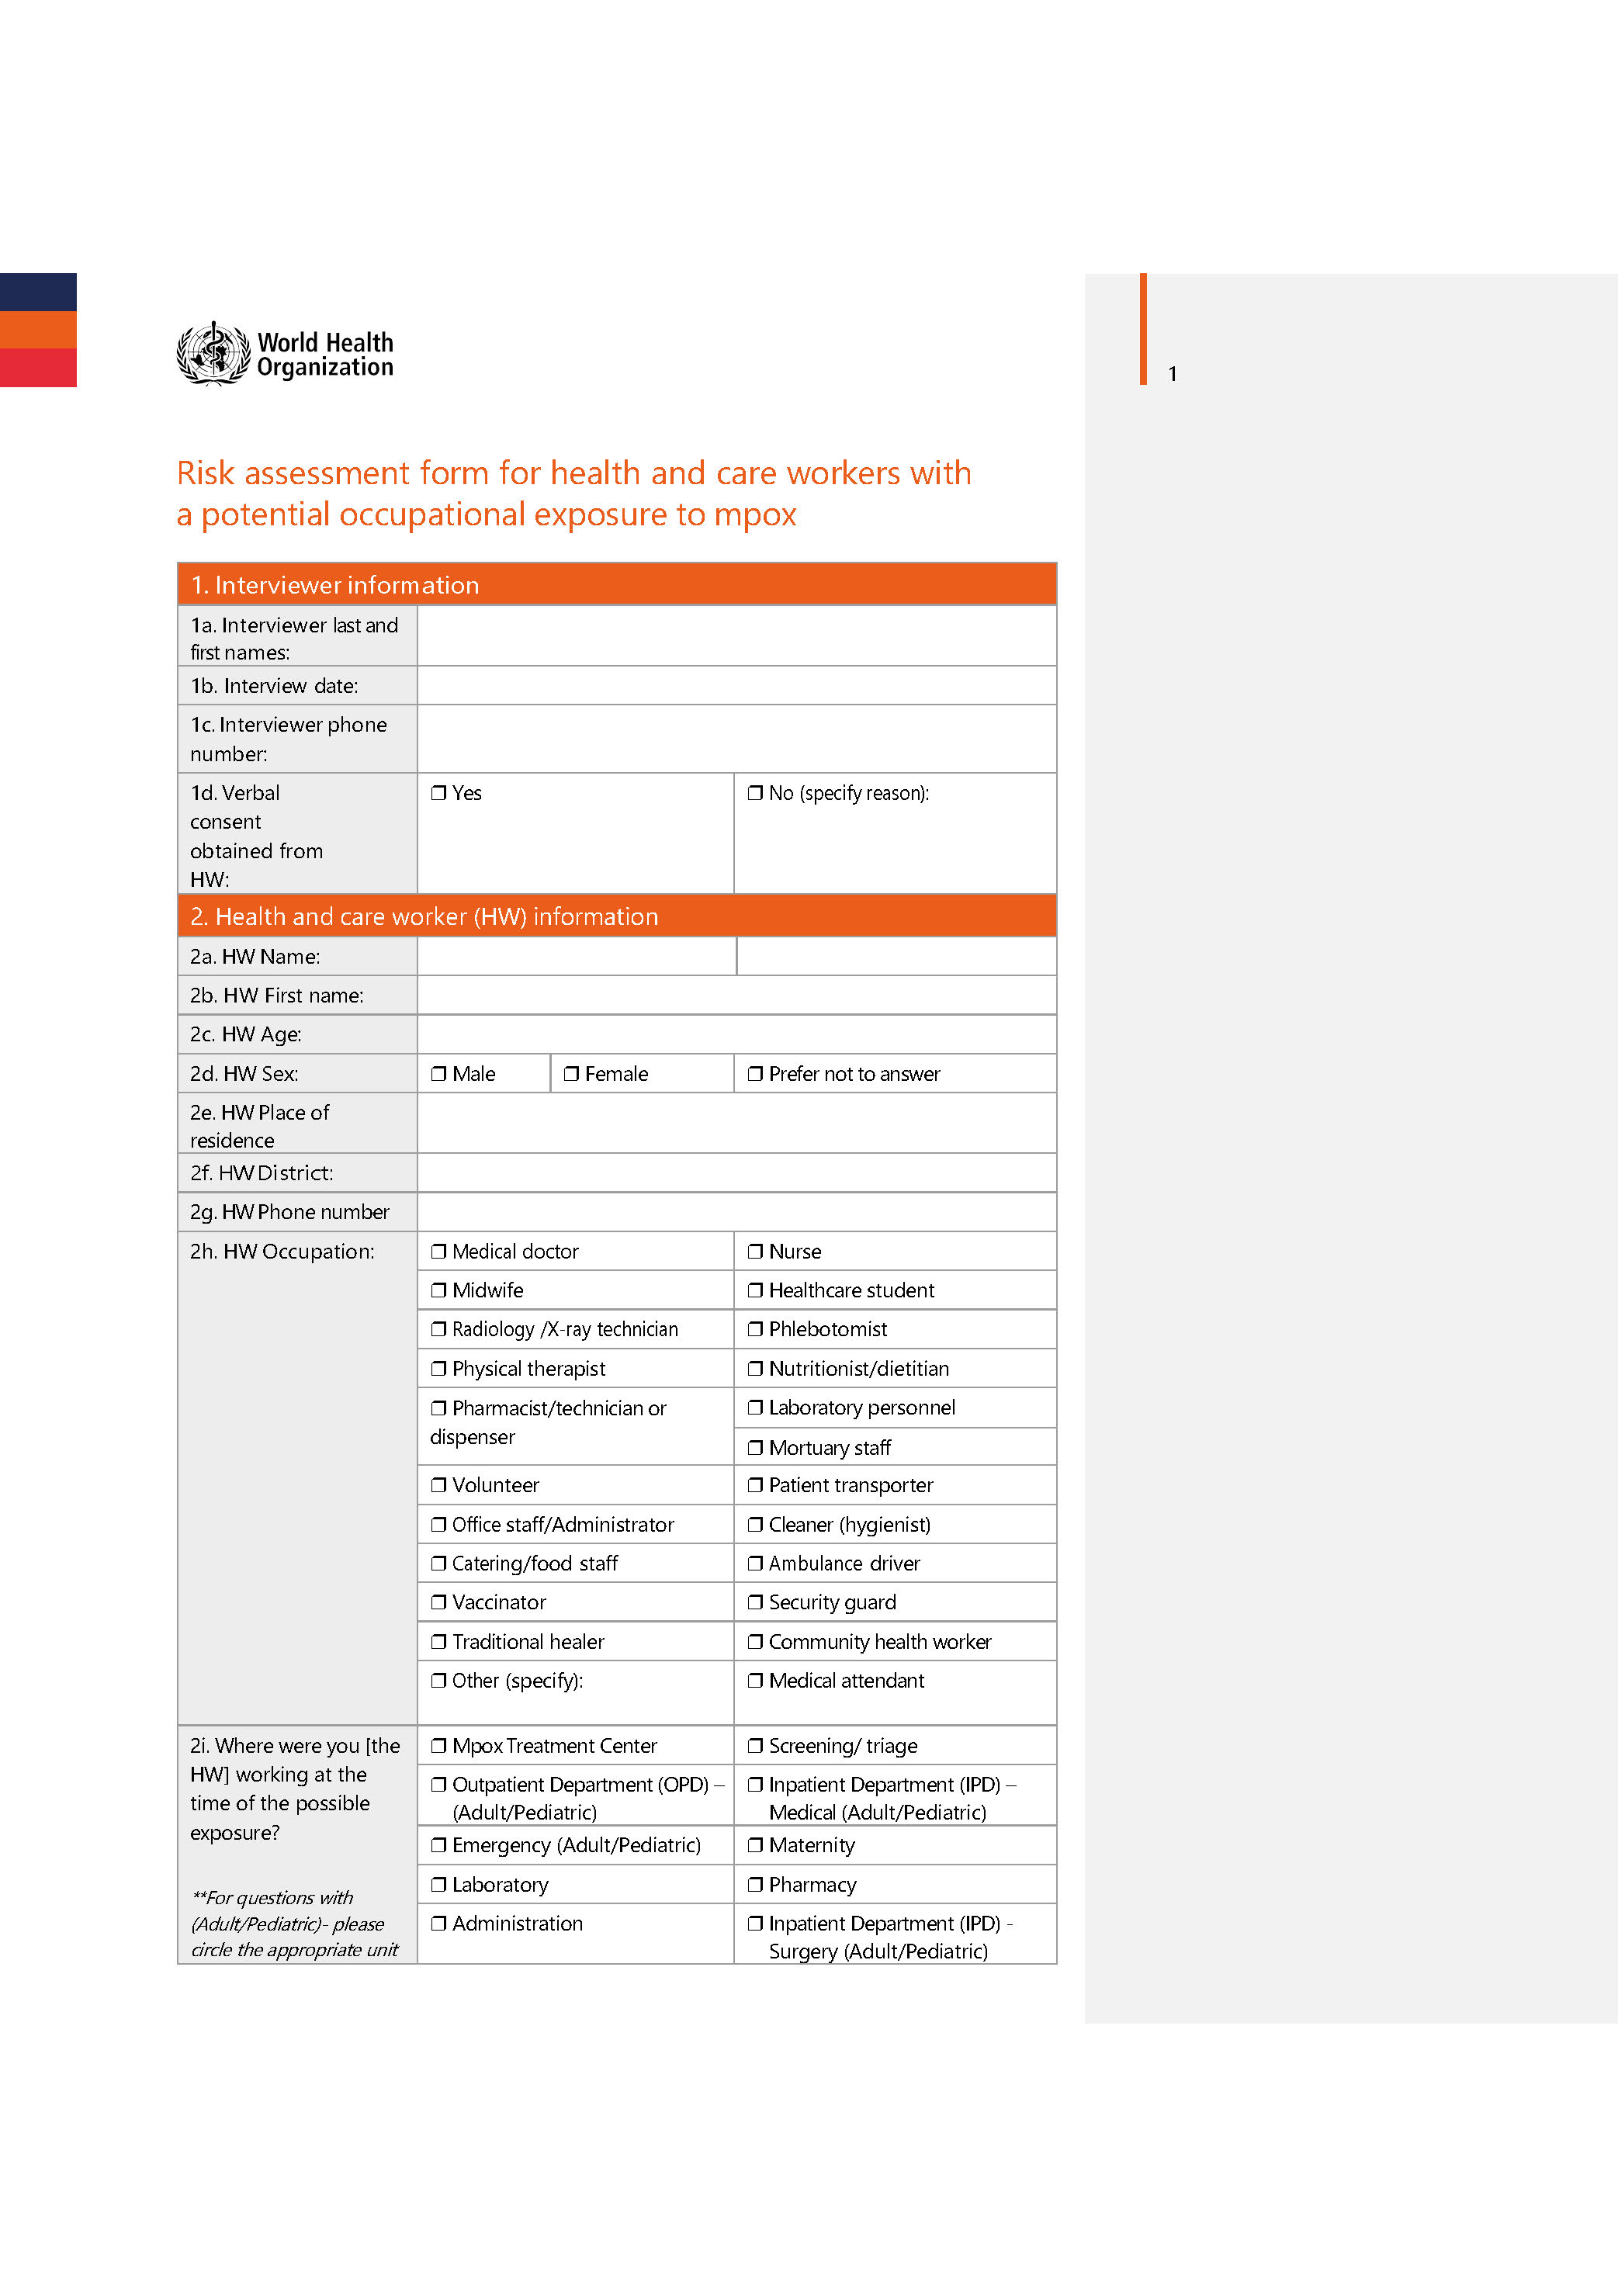 World Health
Organization
1
Risk assessment form for health and care workers with
a potential occupational exposure to mpox
1. Interviewer information
1a. Interviewer last and
first names:
1b. Interview date:
1c. Interviewer phone
number:
1d. Verbal
consent
obtained from
HW:
❒ Yes
❒ No (specify reason):
2. Health and care worker (HW) information
2a. HW Name:
2b. HW First name:
2c. HW Age:
2d. HW Sex:
❒ Male
❒ Female
❒ Prefer not to answer
2e. HW Place of
residence
2f. HW District:
2g. HW Phone number
2h. HW Occupation:
❒ Medical doctor
❒ Nurse
❒ Midwife
❒ Healthcare student
❒ Radiology /X-ray technician
❒ Phlebotomist
❒ Physical therapist
❒ Nutritionist/dietitian
❒ Pharmacist/technician or
dispenser
❒ Laboratory personnel
❒ Mortuary staff
❒ Volunteer
❒ Patient transporter
❒ Office staff/Administrator
❒ Cleaner (hygienist)
❒ Catering/food staff
❒ Ambulance driver
❒ Vaccinator
❒ Security guard
❒ Traditional healer
❒ Community health worker
❒ Other (specify):
❒ Medical attendant
2i. Where were you [the
HW] working at the
time of the possible
exposure?
**For questions with
(Adult/Pediatric)- please
circle the appropriate unit
❒ Mpox Treatment Center
❒ Screening/ triage
❒ Outpatient Department (OPD) –
(Adult/Pediatric)
❒ Inpatient Department (IPD) –
Medical (Adult/Pediatric)
❒ Emergency (Adult/Pediatric)
❒ Maternity
❒ Laboratory
❒ Pharmacy
❒ Administration
❒ Inpatient Department (IPD) -
Surgery (Adult/Pediatric)